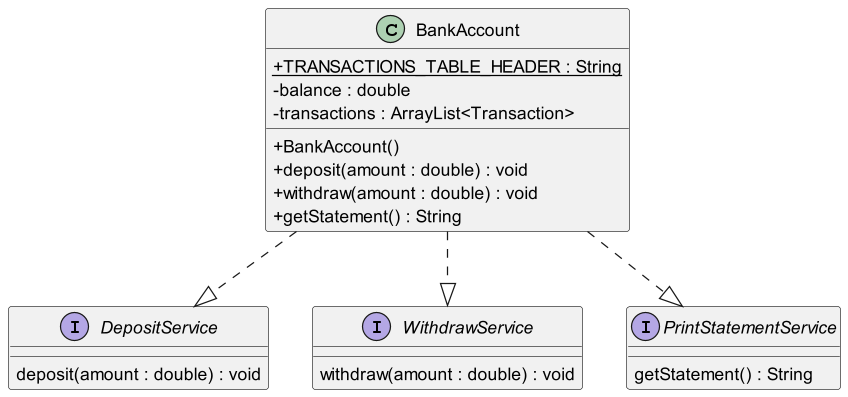 C BankAccount
+TRANSACTIONS_TABLE_HEADER : String
-balance : double
-transactions : ArrayList<Transaction>
+BankAccount()
+deposit(amount : double) : void
+withdraw(amount : double) : void
+getStatement() : String
I DepositService
deposit(amount : double) : void
I WithdrawService
withdraw(amount : double) : void
I PrintStatementService
getStatement() : String